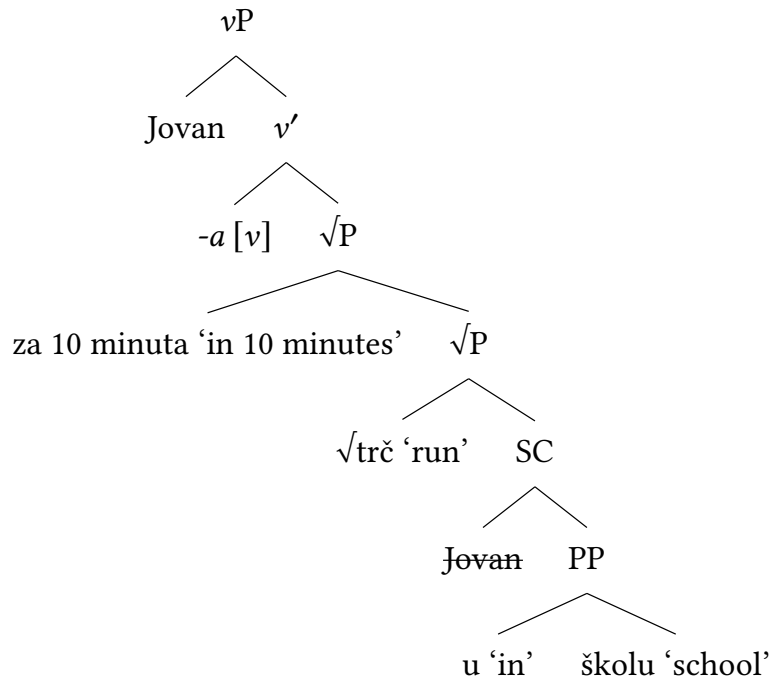 vP
Jovan v′
-a [v] √P
za 10 minuta ‘in 10 minutes’ √P
√trč ‘run’ SC
Jovan PP
u ‘in’ školu ‘school’